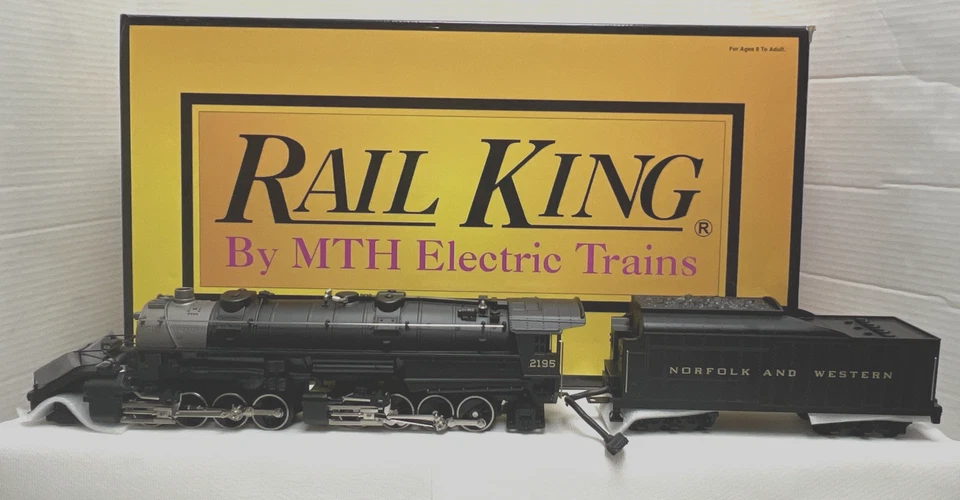 For Ages 8 To Adult.
RAIL KING®
By MTH Electric Trains
2195
NORFOLK AND WESTERN